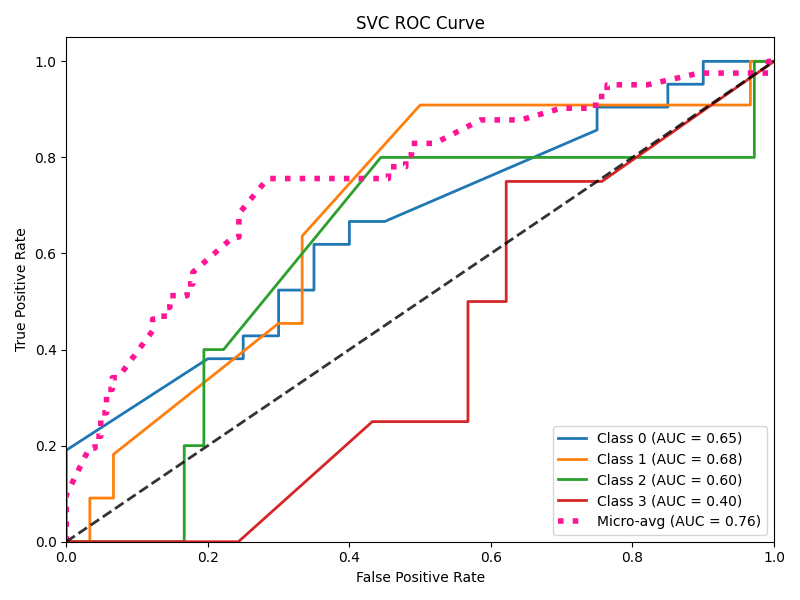 SVC ROC Curve
True Positive Rate
1.0
0.8
0.6
0.4
0.2
0.0
0.0 0.2 0.4 0.6 0.8 1.0
False Positive Rate
Class 0 (AUC = 0.65)
Class 1 (AUC = 0.68)
Class 2 (AUC = 0.60)
Class 3 (AUC = 0.40)
Micro-avg (AUC = 0.76)